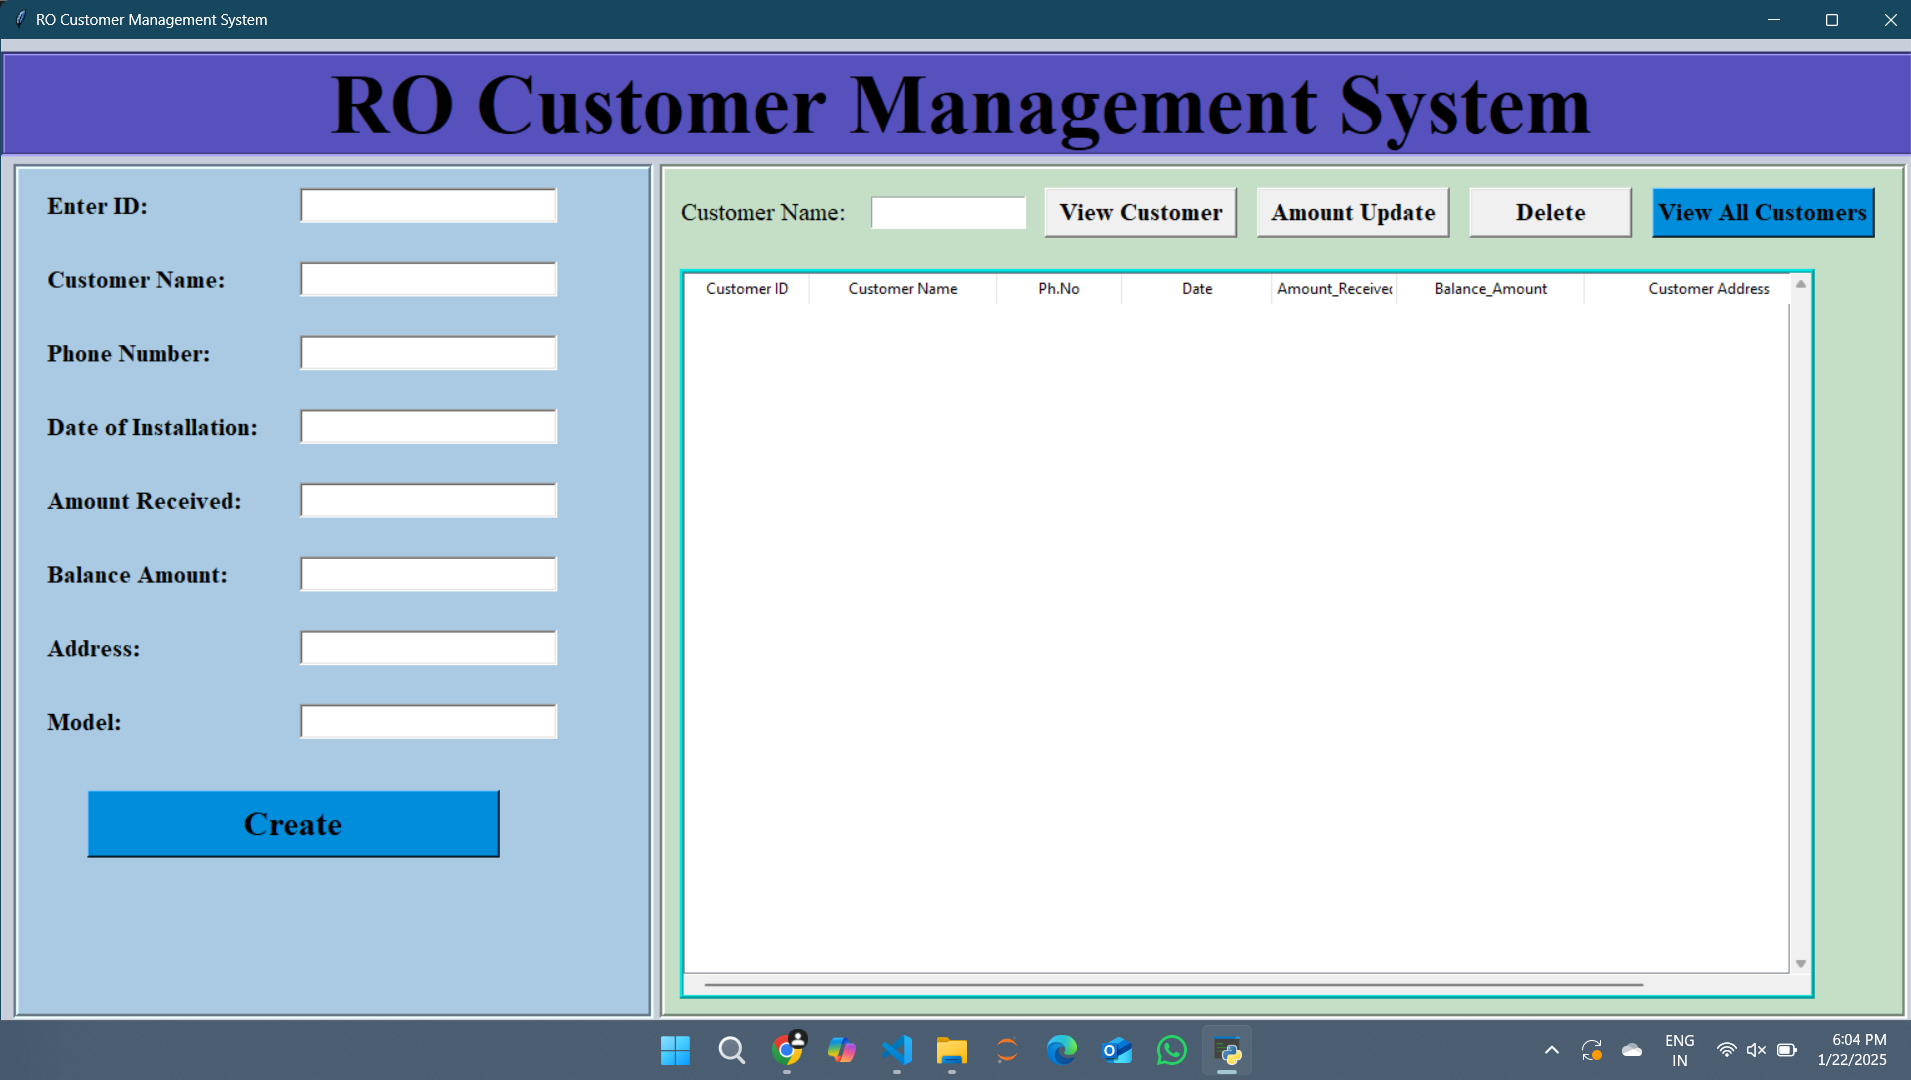 RO Customer Management System
RO Customer Management System
Enter ID:
Customer Name:
Phone Number:
Date of Installation:
Amount Received:
Balance Amount:
Address:
Model:
Create
Customer Name: View Customer Amount Update Delete View All Customers
Customer ID Customer Name Ph.No Date Amount_Received Balance_Amount Customer Address
ENG
IN
6:04 PM
1/22/2025